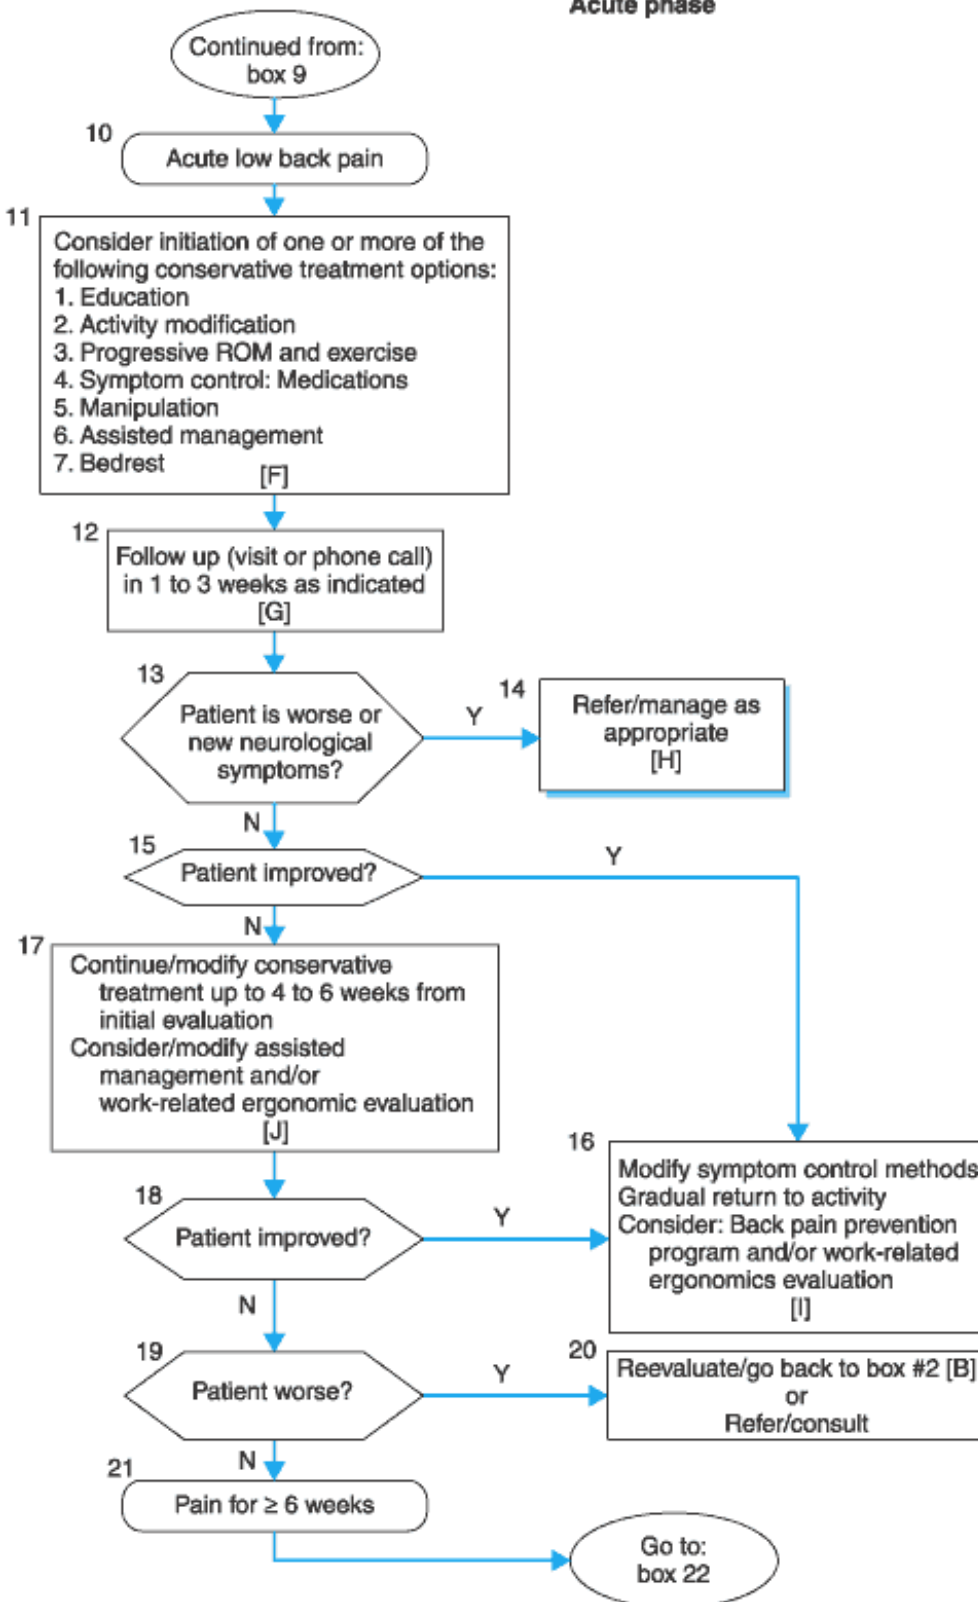 Acute phase
Continued from:
box 9
10
Acute low back pain
11
Consider initiation of one or more of the
following conservative treatment options:
1. Education
2. Activity modification
3. Progressive ROM and exercise
4. Symptom control: Medications
5. Manipulation
6. Assisted management
7. Bedrest
[F]
12
Follow up (visit or phone call)
in 1 to 3 weeks as indicated
[G]
13
Patient is worse or
new neurological
symptoms?
Y
14
Refer/manage as
appropriate
[H]
N
15
Patient improved?
Y
N
17
Continue/modify conservative
treatment up to 4 to 6 weeks from
initial evaluation
Consider/modify assisted
management and/or
work-related ergonomic evaluation
[J]
16
Modify symptom control methods
Gradual return to activity
Consider: Back pain prevention
program and/or work-related
ergonomics evaluation
[I]
18
Patient improved?
Y
N
19
Patient worse?
Y
20
Reevaluate/go back to box #2 [B]
or
Refer/consult
N
21
Pain for ≥ 6 weeks
Go to:
box 22